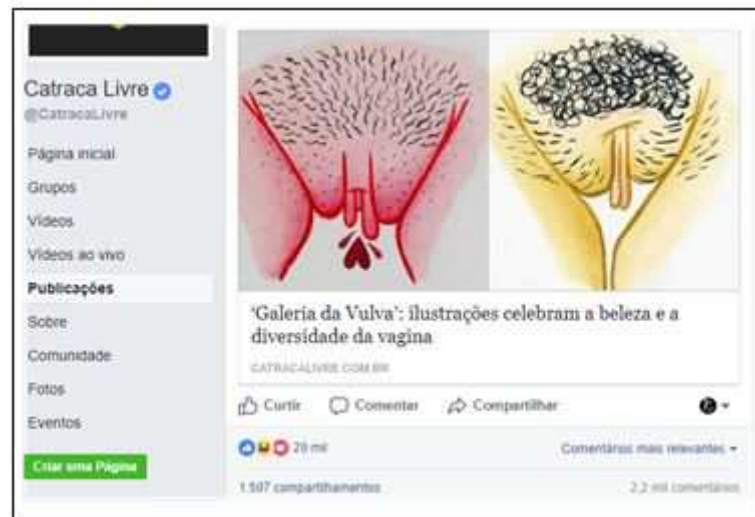 Catraca Livre
@CatracaLivre
Página inicial
Grupos
Vídeos
Vídeos ao vivo
Publicações
Sobre
Comunidade
Fotos
Eventos
Criar uma Página
'Galeria da Vulva': ilustrações celebram a beleza e a
diversidade da vagina
CATRACALIVRE.COM.BR
Curtir Comentar Compartilhar
mil
Comentários mais relevantes
1.507 compartilhamentos
2,2 mil comentários